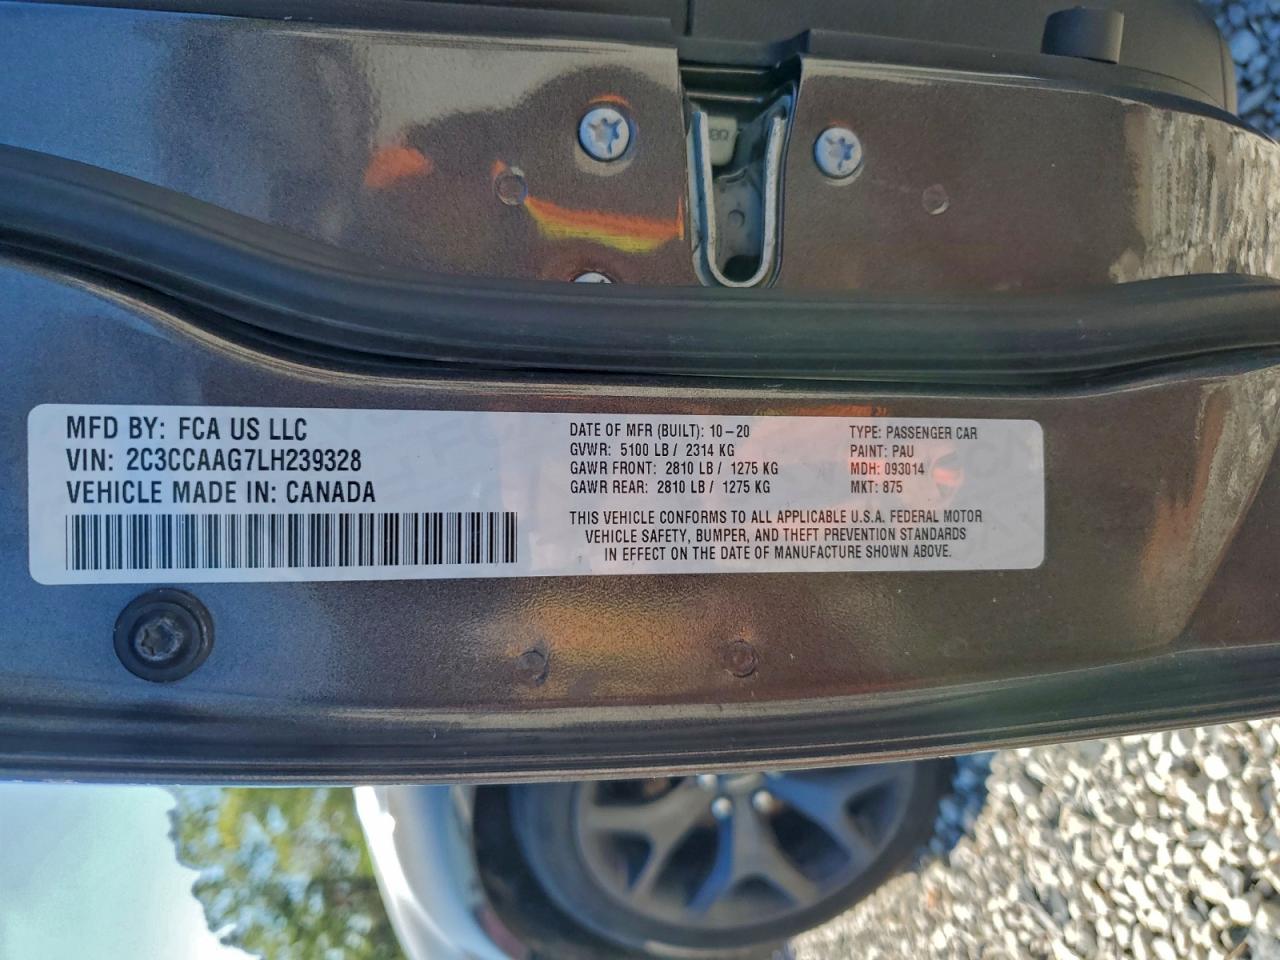 MFD BY: FCA US LLC
VIN: 2C3CCAAG7LH239328
VEHICLE MADE IN: CANADA
DATE OF MFR (BUILT): 10-20
GVWR: 5100 LB / 2314 KG
GAWR FRONT: 2810 LB / 1275 KG
GAWR REAR: 2810 LB / 1275 KG
TYPE: PASSENGER CAR
PAINT: PAU
MDH: 093014
MKT: 875
THIS VEHICLE CONFORMS TO ALL APPLICABLE U.S.A. FEDERAL MOTOR
VEHICLE SAFETY, BUMPER, AND THEFT PREVENTION STANDARDS
IN EFFECT ON THE DATE OF MANUFACTURE SHOWN ABOVE.